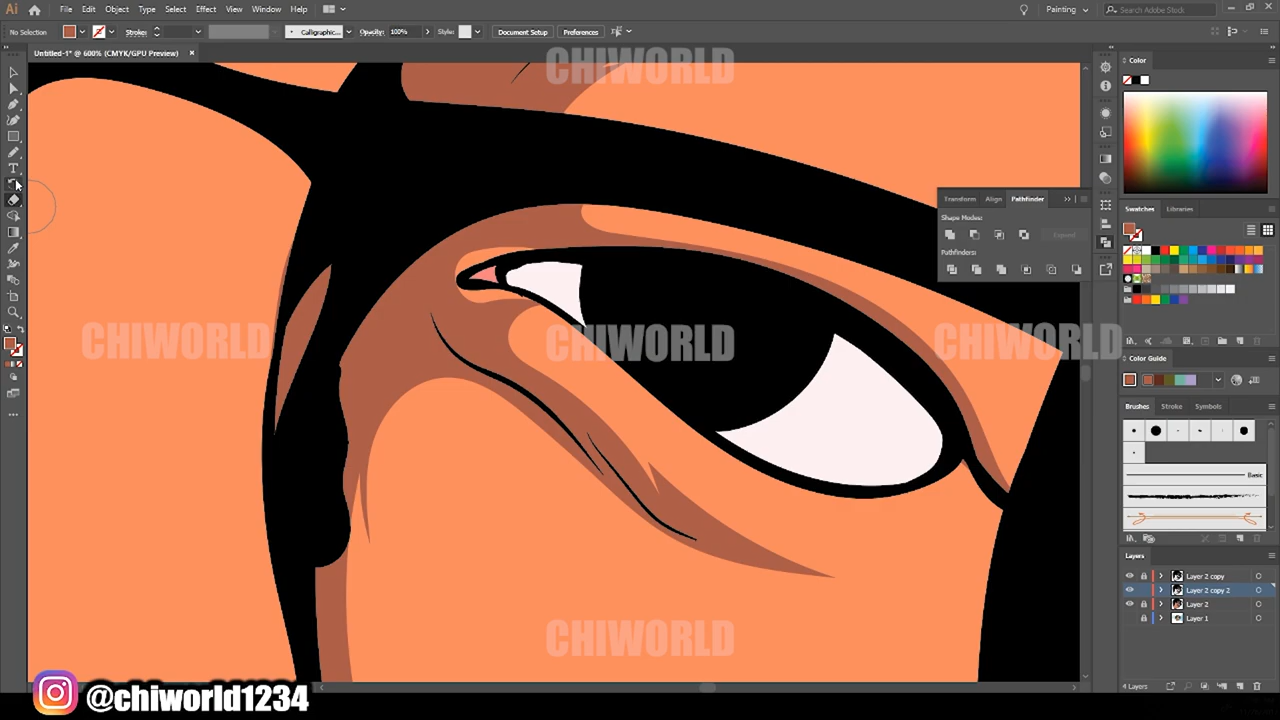 Ai File Edit Object Type Select Effect View Window Help Painting Search Adobe Stock
No Selection Stroke: Calligraphic... Opacity: 100% Style: Document Setup Preferences
Untitled-1* @ 600% (CMYK/GPU Preview) ×
CHIWORLD
Color
Transform Align Pathfinder
Shape Modes:
Expand
Pathfinders:
Swatches Libraries
CHIWORLD CHIWORLD CHIWORLD
Color Guide
Brushes Stroke Symbols
Basic
Layers
Layer 2 copy
Layer 2 copy 2
Layer 2
Layer 1
CHIWORLD
4 Layers
@chiworld1234